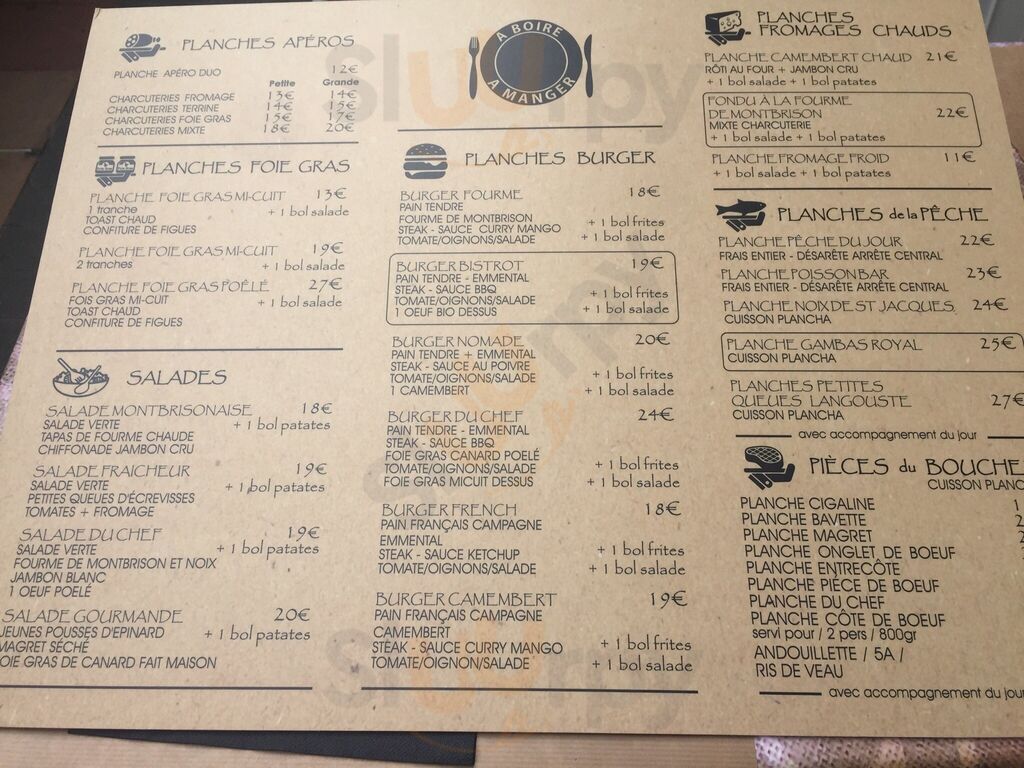 PLANCHES APÉROS
PLANCHE APÉRO DUO 12€
Petite Grande
CHARCUTERIES FROMAGE 13€ 14€
CHARCUTERIES TERRINE 14€ 15€
CHARCUTERIES FOIE GRAS 15€ 17€
CHARCUTERIES MIXTE 18€ 20€
PLANCHES FOIE GRAS
PLANCHE FOIE GRAS MI-CUIT 13€
1 tranche + 1 bol salade
TOAST CHAUD
CONFITURE DE FIGUES
PLANCHE FOIE GRAS MI-CUIT 19€
2 tranches + 1 bol salade
PLANCHE FOIE GRAS POÊLÉ 27€
FOIS GRAS MI-CUIT + 1 bol salade
TOAST CHAUD
CONFITURE DE FIGUES
SALADES
SALADE MONTBRISONAISE 18€
SALADE VERTE + 1 bol patates
TAPAS DE FOURME CHAUDE
CHIFFONADE JAMBON CRU
SALADE FRAICHEUR 19€
SALADE VERTE + 1 bol patates
PETITES QUEUES D'ÉCREVISSES
TOMATES + FROMAGE
SALADE DU CHEF 19€
SALADE VERTE + 1 bol patates
FOURME DE MONTBRISON ET NOIX
JAMBON BLANC
1 OEUF POELÉ
SALADE GOURMANDE 20€
JEUNES POUSSES D'EPINARD + 1 bol patates
MAGRET SÉCHÉ
OIE GRAS DE CANARD FAIT MAISON
A BOIRE
A MANGER
PLANCHES BURGER
BURGER FOURME 18€
PAIN TENDRE
FOURME DE MONTBRISON + 1 bol frites
STEAK - SAUCE CURRY MANGO
TOMATE/OIGNONS/SALADE + 1 bol salade
BURGER BISTROT 19€
PAIN TENDRE - EMMENTAL
STEAK - SAUCE BBQ
TOMATE/OIGNONS/SALADE + 1 bol frites
1 OEUF BIO DESSUS + 1 bol salade
BURGER NOMADE 20€
PAIN TENDRE + EMMENTAL
STEAK - SAUCE AU POIVRE
TOMATE/OIGNONS/SALADE + 1 bol frites
1 CAMEMBERT + 1 bol salade
BURGER DU CHEF 24€
PAIN TENDRE - EMMENTAL
STEAK - SAUCE BBQ
FOIE GRAS CANARD POELÉ
TOMATE/OIGNONS/SALADE + 1 bol frites
FOIE GRAS MICUIT DESSUS + 1 bol salade
BURGER FRENCH 18€
PAIN FRANÇAIS CAMPAGNE
EMMENTAL
STEAK - SAUCE KETCHUP + 1 bol frites
TOMATE/OIGNONS/SALADE + 1 bol salade
BURGER CAMEMBERT 19€
PAIN FRANÇAIS CAMPAGNE
CAMEMBERT
STEAK - SAUCE CURRY MANGO + 1 bol frites
TOMATE/OIGNON/SALADE + 1 bol salade
PLANCHES
FROMAGES CHAUDS
PLANCHE CAMEMBERT CHAUD 21€
RÔTI AU FOUR + JAMBON CRU
+ 1 bol salade + 1 bol patates
FONDU À LA FOURME
DE MONTBRISON 22€
MIXTE CHARCUTERIE
+ 1 bol salade + 1 bol patates
PLANCHE FROMAGE FROID 11€
+ 1 bol salade + 1 bol patates
PLANCHES de la PÊCHE
PLANCHE PÊCHE DU JOUR 22€
FRAIS ENTIER - DÉSARÊTE ARRÊTE CENTRAL
PLANCHE POISSON BAR 23€
FRAIS ENTIER - DÉSARÊTE ARRÊTE CENTRAL
PLANCHE NOIX DE ST JACQUES 24€
CUISSON PLANCHA
PLANCHE GAMBAS ROYAL 25€
CUISSON PLANCHA
PLANCHES PETITES
QUEUES LANGOUSTE 27€
CUISSON PLANCHA
avec accompagnement du jour
PIÈCES du BOUCHE
CUISSON PLANC
PLANCHE CIGALINE 1
PLANCHE BAVETTE
PLANCHE MAGRET 2
PLANCHE ONGLET DE BOEUF
PLANCHE ENTRECÔTE
PLANCHE PIÉCE DE BOEUF
PLANCHE DU CHEF
PLANCHE CÔTE DE BOEUF
servi pour / 2 pers / 800gr
ANDOUILLETTE / 5A /
RIS DE VEAU
avec accompagnement du jour
Sluurpy
Sluurpy
Sluurpy